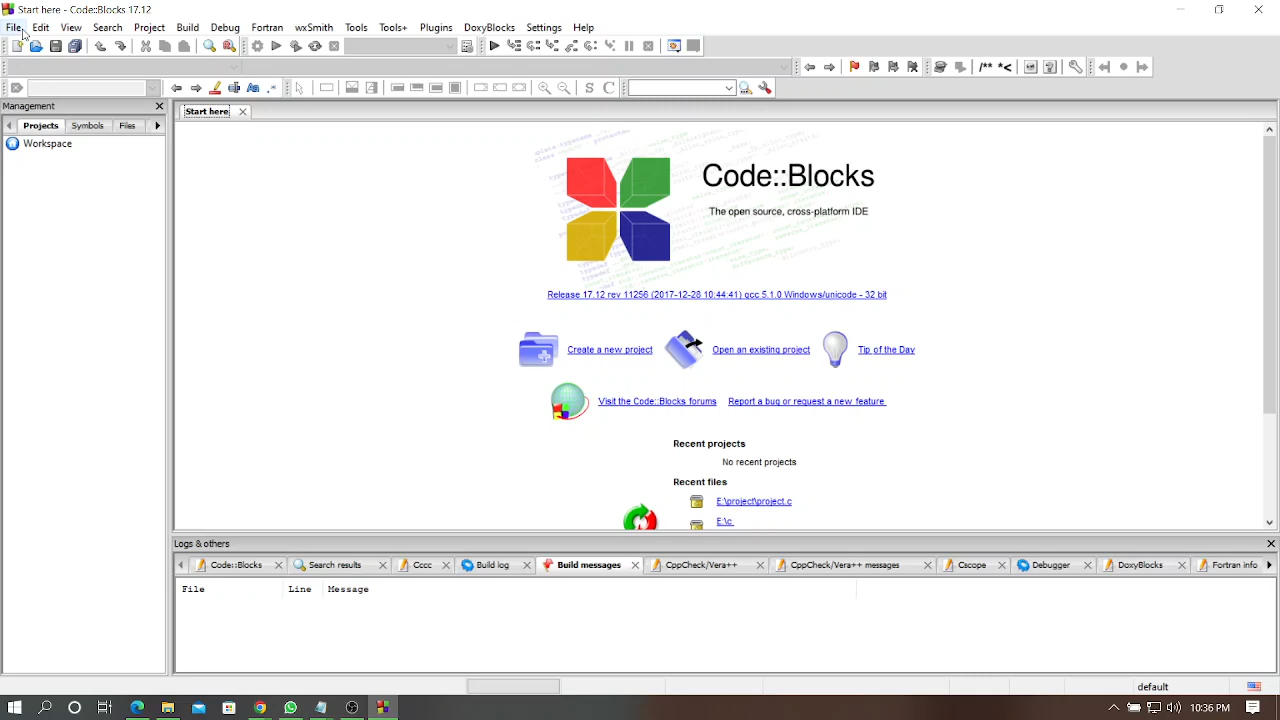 Start here - Code::Blocks 17.12
File Edit View Search Project Build Debug Fortran wxSmith Tools Tools+ Plugins DoxyBlocks Settings Help
/** *<
S C
Management
Start here
Projects Symbols Files
Workspace
Code::Blocks
The open source, cross-platform IDE
Release 17.12 rev 11256 (2017-12-28 10:44:41) gcc 5.1.0 Windows/unicode - 32 bit
Create a new project Open an existing project Tip of the Day
Visit the Code::Blocks forums Report a bug or request a new feature
Recent projects
No recent projects
Recent files
E:\project\project.c
E:\c
Logs & others
Code::Blocks Search results Cccc Build log Build messages CppCheck/Vera++ CppCheck/Vera++ messages Cscope Debugger DoxyBlocks Fortran info
File Line Message
default
10:36 PM